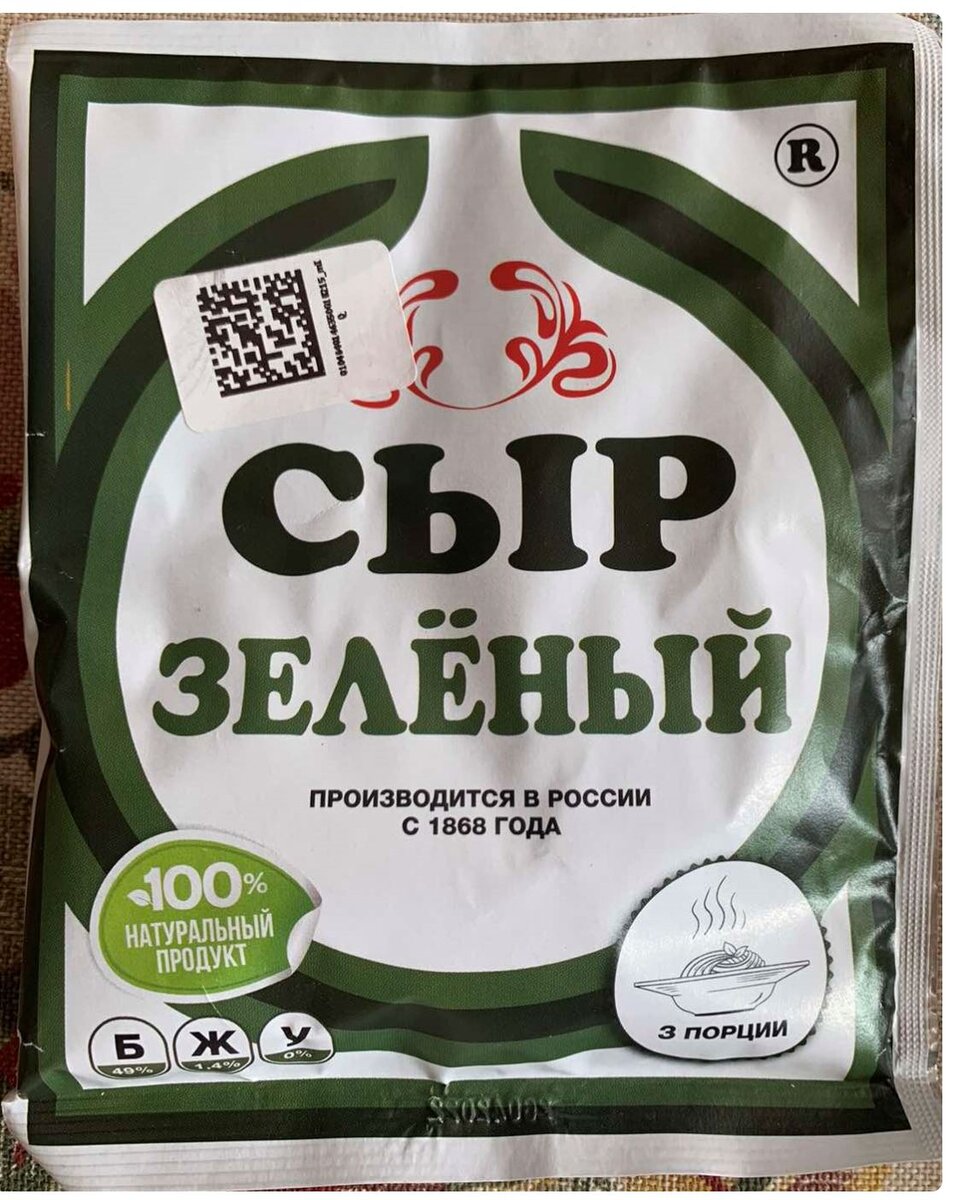 ®
СЫР
ЗЕЛЁНЫЙ
ПРОИЗВОДИТСЯ В РОССИИ
С 1868 ГОДА
100%
НАТУРАЛЬНЫЙ
ПРОДУКТ
Б
49%
Ж
1.4%
У
0%
3 ПОРЦИИ